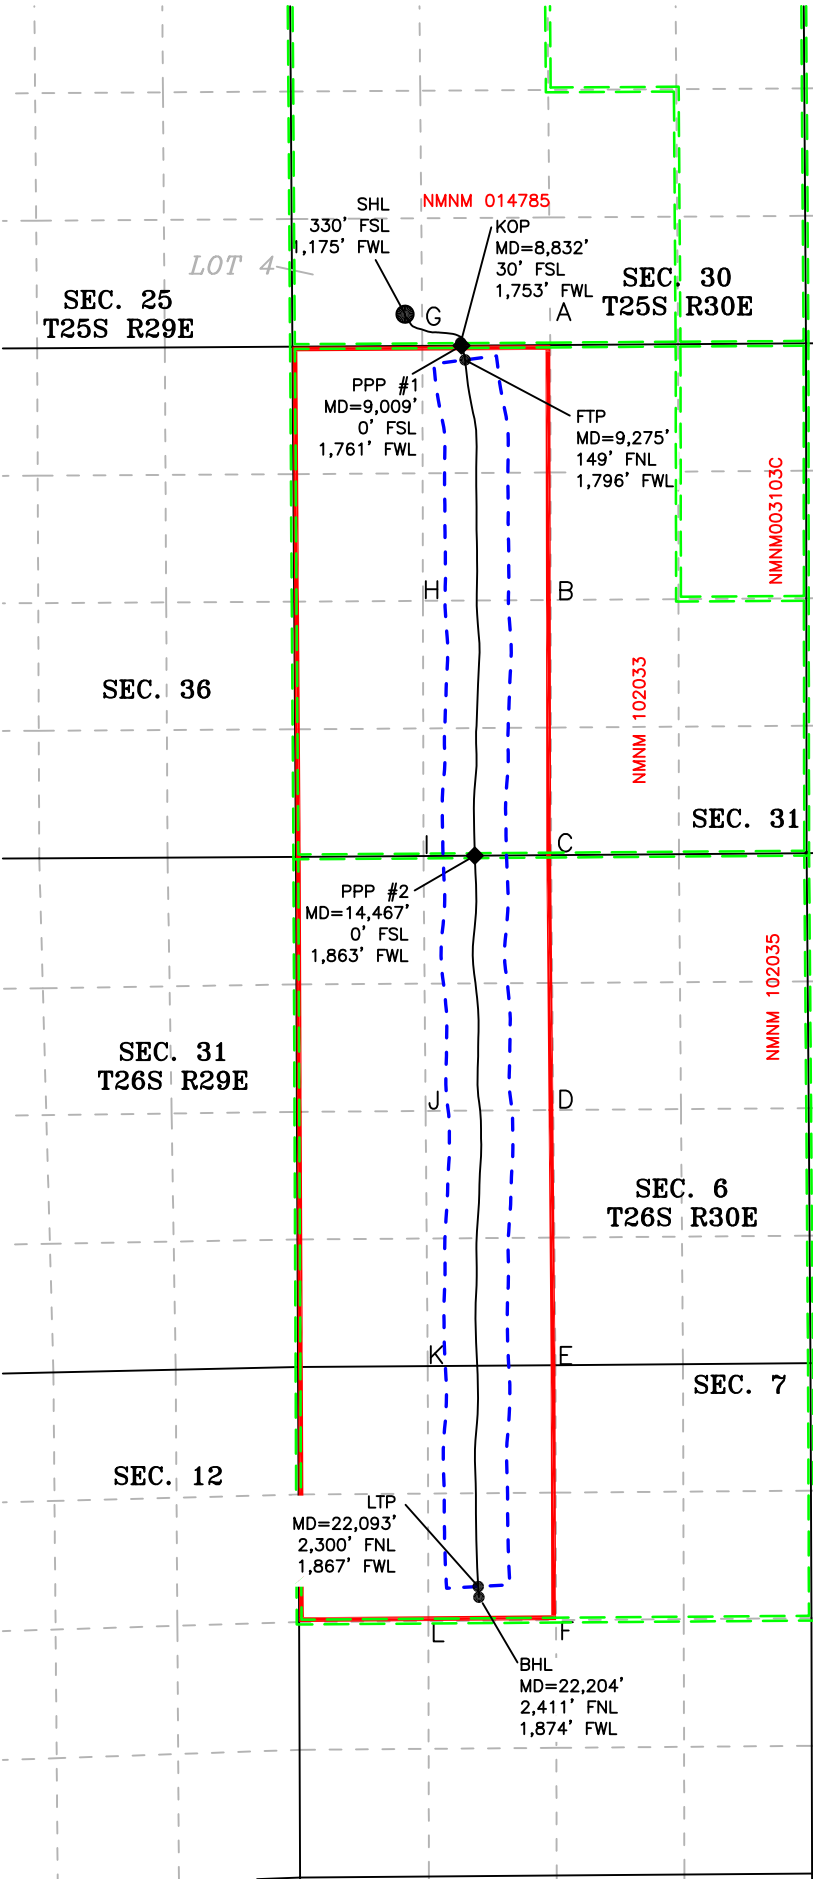 SHL
330' FSL
1,175' FWL
NMNM 014785
KOP
MD=8,832'
30' FSL
1,753' FWL
LOT 4
SEC. 30
T25S R30E
SEC. 25
T25S R29E
G
A
PPP #1
MD=9,009'
0' FSL
1,761' FWL
FTP
MD=9,275'
149' FNL
1,796' FWL
NMNM003103C
H
B
SEC. 36
NMNM 102033
SEC. 31
I
C
PPP #2
MD=14,467'
0' FSL
1,863' FWL
NMNM 102035
SEC. 31
T26S R29E
J
D
SEC. 6
T26S R30E
K
E
SEC. 7
SEC. 12
LTP
MD=22,093'
2,300' FNL
1,867' FWL
L
F
BHL
MD=22,204'
2,411' FNL
1,874' FWL